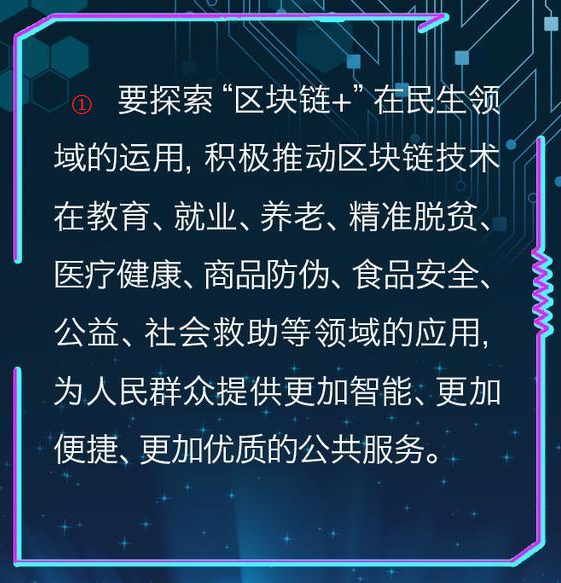 ① 要探索“区块链+”在民生领
域的运用,积极推动区块链技术
在教育、就业、养老、精准脱贫、
医疗健康、商品防伪、食品安全、
公益、社会救助等领域的应用,
为人民群众提供更加智能、更加
便捷、更加优质的公共服务。